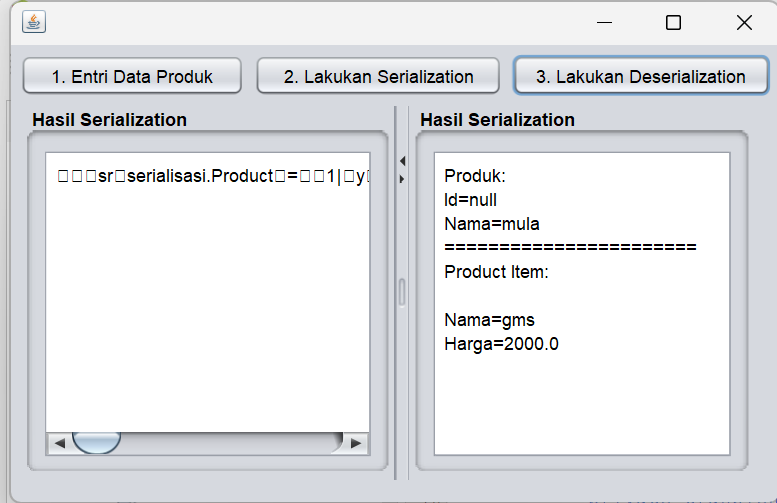 1. Entri Data Produk
2. Lakukan Serialization
3. Lakukan Deserialization
Hasil Serialization
□□□sr□serialisasi.Product□=□□1|□y
Hasil Serialization
Produk:
Id=null
Nama=mula
=======================
Product Item:
Nama=gms
Harga=2000.0